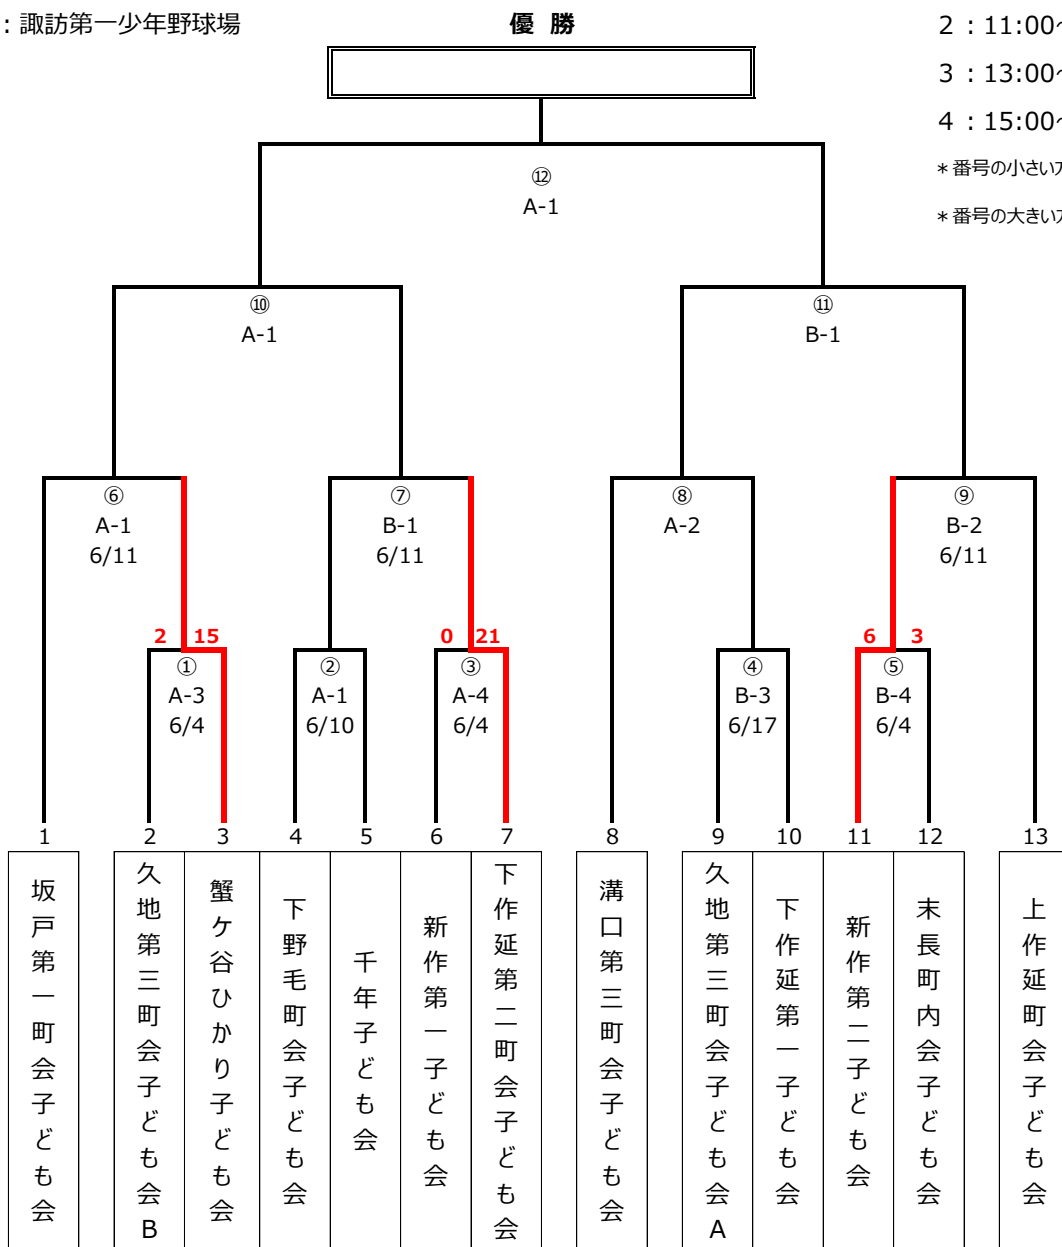 ：諏訪第一少年野球場
優 勝
2：11:00~
3：13:00~
4：15:00~
＊番号の小さい
＊番号の大きい
⑫
A-1
⑩
A-1
⑪
B-1
⑥
A-1
6/11
⑦
B-1
6/11
⑧
A-2
⑨
B-2
6/11
2 15
①
A-3
6/4
②
A-1
6/10
0 21
③
A-4
6/4
④
B-3
6/17
6 3
⑤
B-4
6/4
1 2 3 4 5 6 7 8 9 10 11 12 13
坂戸第一町会子ども会
久地第三町会子ども会B
蟹ケ谷ひかり子ども会
下野毛町会子ども会
千年子ども会
新作第一子ども会
下作延第二町会子ども会
溝口第三町会子ども会
久地第三町会子ども会A
下作延第一子ども会
新作第二子ども会
末長町内会子ども会
上作延町会子ども会